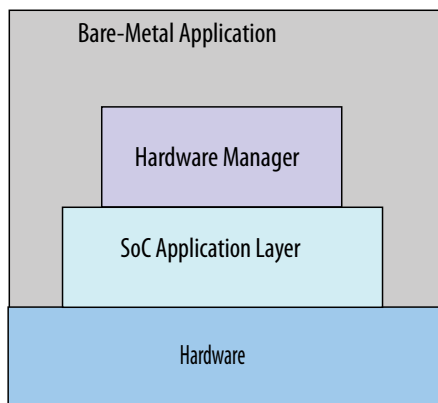 Bare-Metal Application
Hardware Manager
SoC Application Layer
Hardware